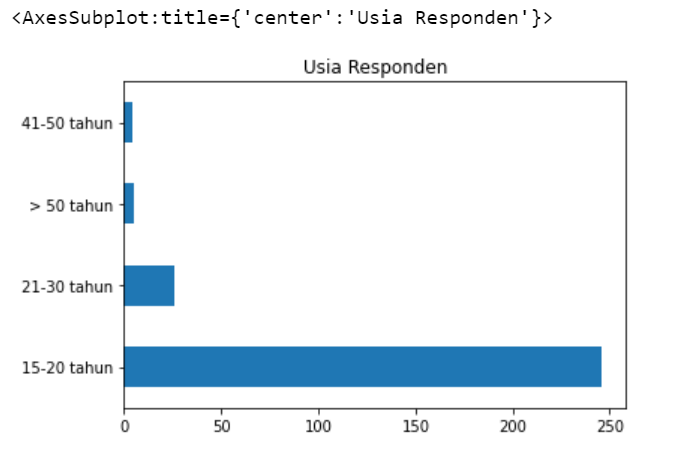 <AxesSubplot:title={'center':'Usia Responden'}>
Usia Responden
41-50 tahun
> 50 tahun
21-30 tahun
15-20 tahun
0 50 100 150 200 250